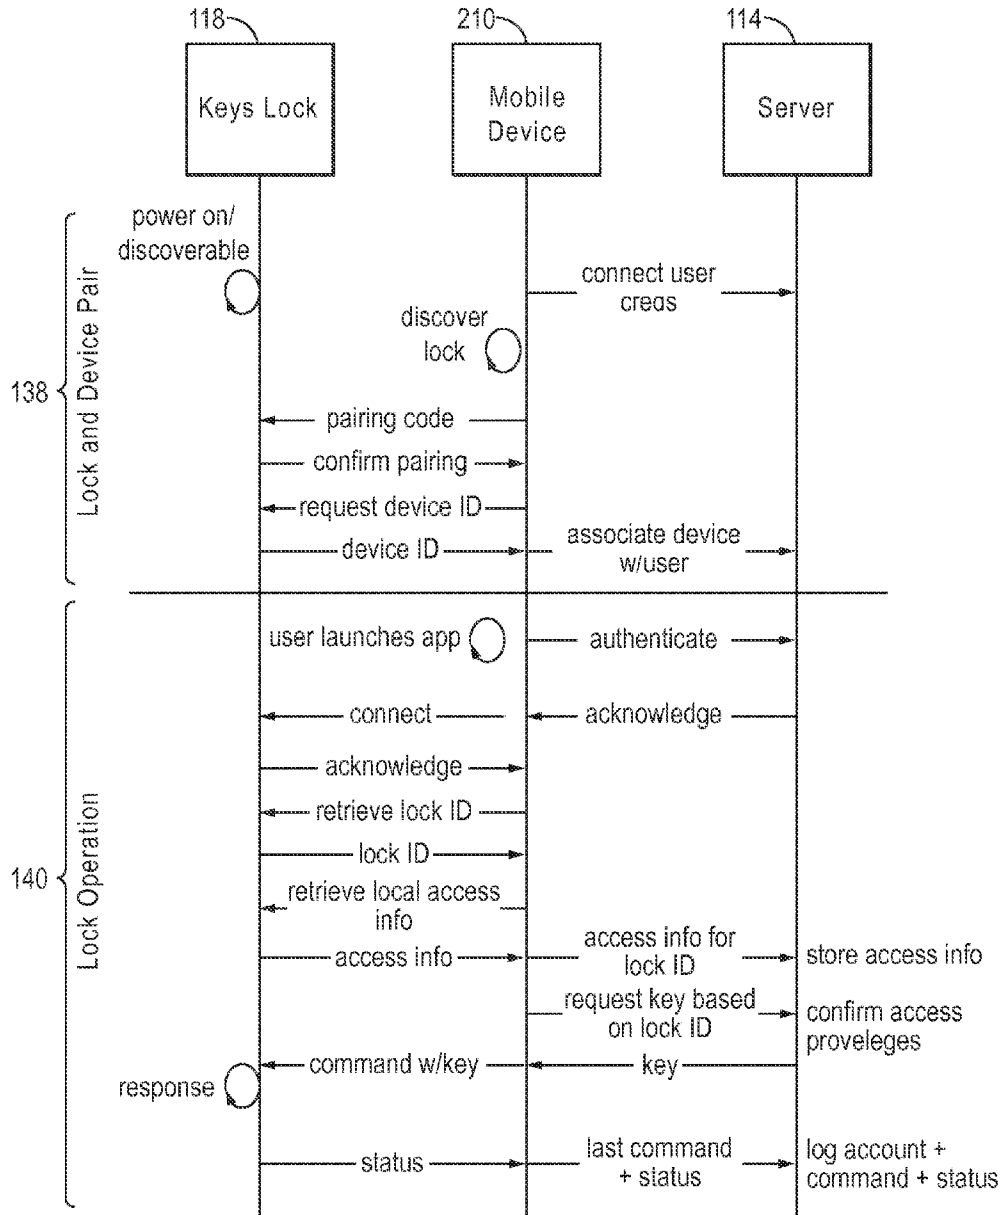 118
210
114
Keys Lock
Mobile
Device
Server
power on/
discoverable
connect user
creds
discover
lock
138
Lock and Device Pair
pairing code
confirm pairing
request device ID
device ID
associate device
w/user
user launches app
authenticate
connect
acknowledge
acknowledge
retrieve lock ID
lock ID
140
Lock Operation
retrieve local access
info
access info
access info for
lock ID
store access info
request key based
on lock ID
confirm access
proveleges
command w/key
key
response
status
last command
+ status
log account +
command + status